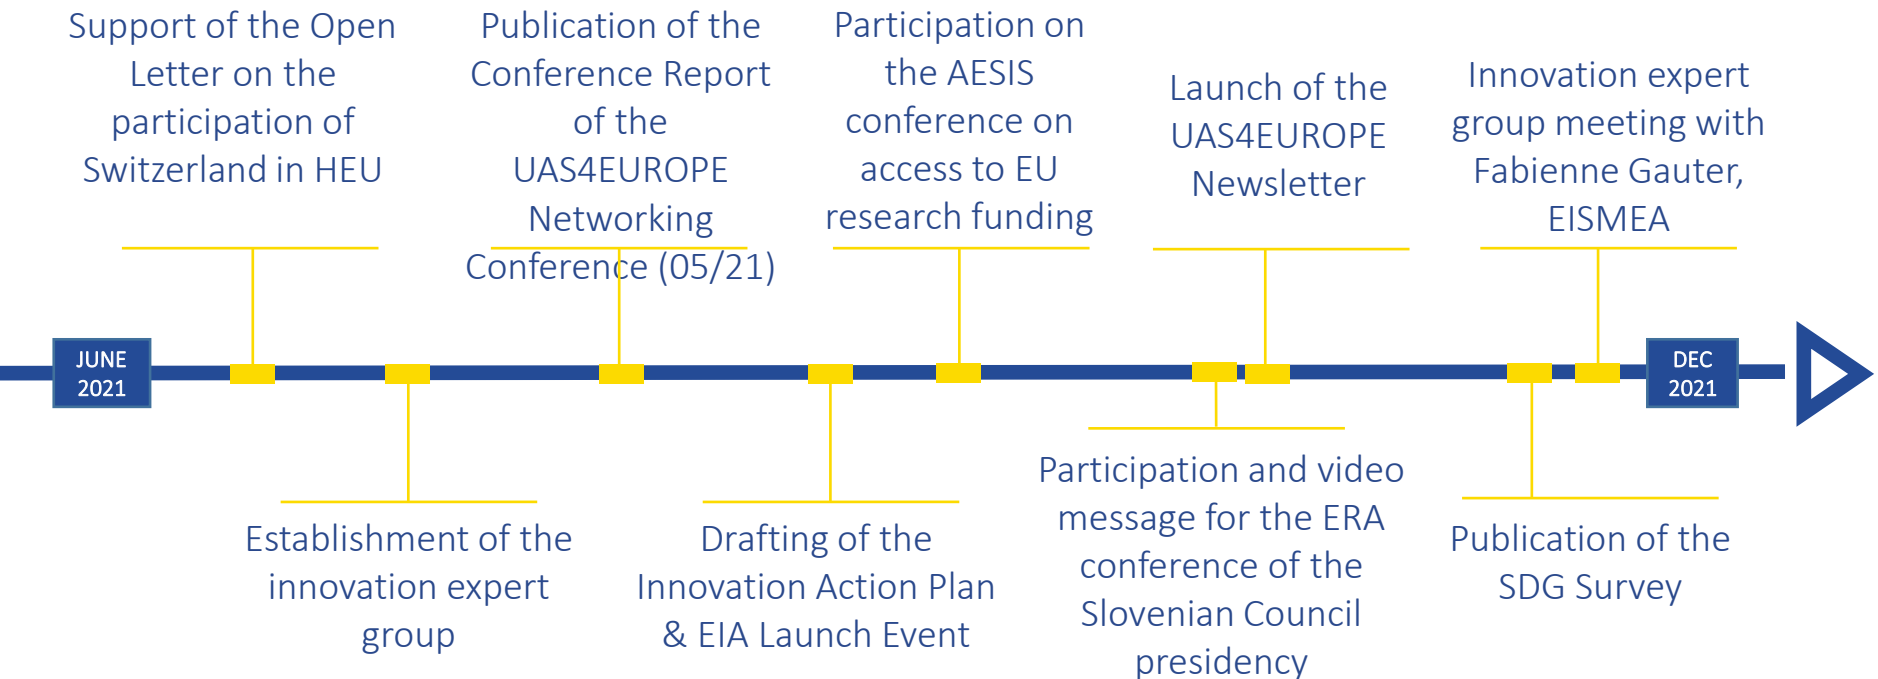 Support of the Open
Letter on the
participation of
Switzerland in HEU
Publication of the
Conference Report
of the
UAS4EUROPE
Networking
Conference (05/21)
Participation on
the AESIS
conference on
access to EU
research funding
Launch of the
UAS4EUROPE
Newsletter
Innovation expert
group meeting with
Fabienne Gauter,
EISMEA
JUNE
2021
DEC
2021
Establishment of the
innovation expert
group
Drafting of the
Innovation Action Plan
& EIA Launch Event
Participation and video
message for the ERA
conference of the
Slovenian Council
presidency
Publication of the
SDG Survey